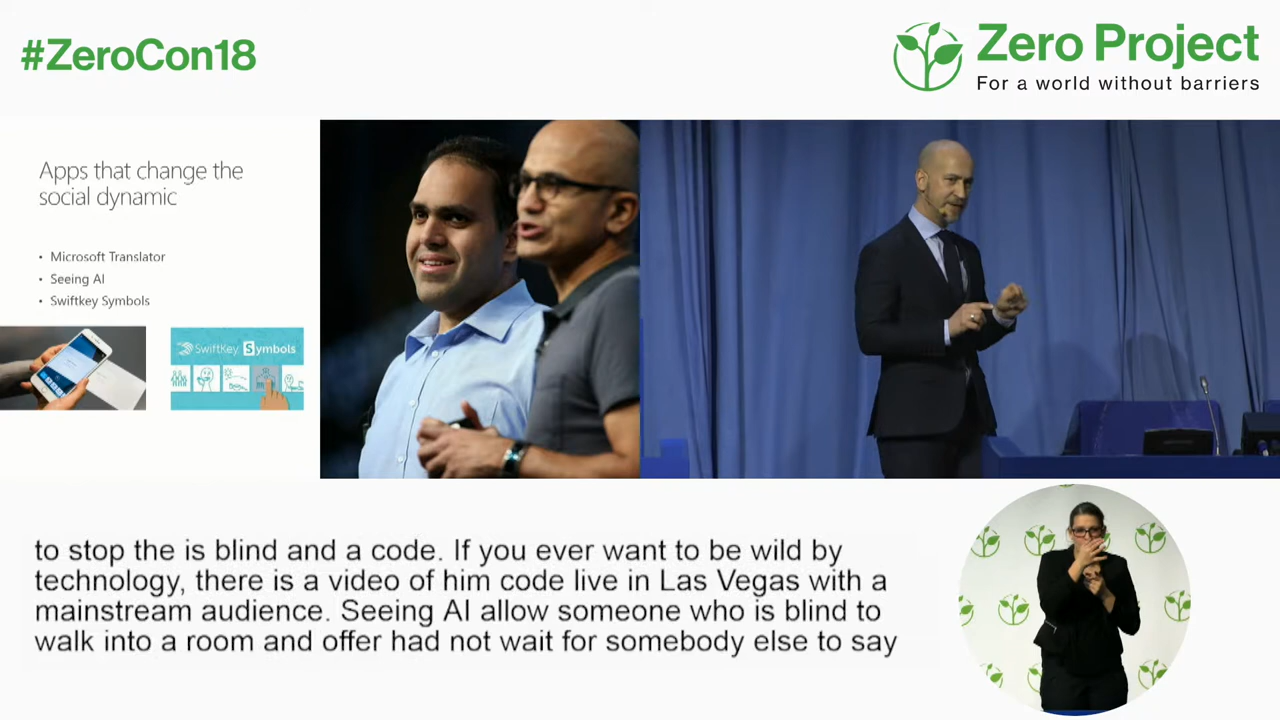 #ZeroCon18
Zero Project
For a world without barriers
Apps that change the
social dynamic
• Microsoft Translator
• Seeing AI
• Swiftkey Symbols
SwiftKey Symbols
to stop the is blind and a code. If you ever want to be wild by
technology, there is a video of him code live in Las Vegas with a
mainstream audience. Seeing AI allow someone who is blind to
walk into a room and offer had not wait for somebody else to say